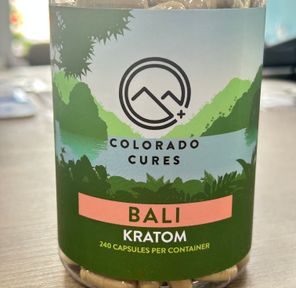 COLORADO
CURES
BALI
KRATOM
240 CAPSULES PER CONTAINER